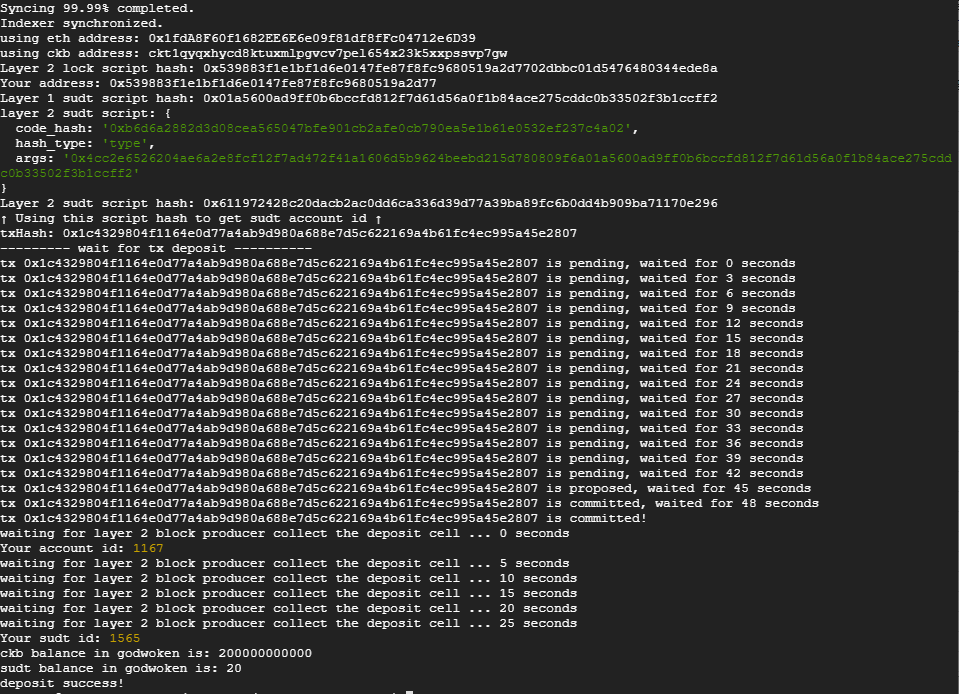 Syncing 99.99% completed.
Indexer synchronized.
using eth address: 0x1fdA8F60f1682EE6E6e09f81df8fFc04712e6D39
using ckb address: ckt1qyqxhycd8ktuxmlpgvcv7pel654x23k5xxpssvp7gw
Layer 2 lock script hash: 0x539883f1e1bf1d6e0147fe87f8fc9680519a2d7702dbbc01d5476480344ede8a
Your address: 0x539883f1e1bf1d6e0147fe87f8fc9680519a2d77
Layer 1 sudt script hash: 0x01a5600ad9ff0b6bccfd812f7d61d56a0f1b84ace275cddc0b33502f3b1ccff2
layer 2 sudt script: {
  code_hash: '0xb6d6a2882d3d08cea565047bfe901cb2afe0cb790ea5e1b61e0532ef237c4a02',
  hash_type: 'type',
  args: '0x4cc2e6526204ae6a2e8fcf12f7ad472f41a1606d5b9624beebd215d780809f6a01a5600ad9ff0b6bccfd812f7d61d56a0f1b84ace275cdd
c0b33502f3b1ccff2'
}
Layer 2 sudt script hash: 0x611972428c20dacb2ac0dd6ca336d39d77a39ba89fc6b0dd4b909ba71170e296
↑ Using this script hash to get sudt account id ↑
txHash: 0x1c4329804f1164e0d77a4ab9d980a688e7d5c622169a4b61fc4ec995a45e2807
--------- wait for tx deposit ----------
tx 0x1c4329804f1164e0d77a4ab9d980a688e7d5c622169a4b61fc4ec995a45e2807 is pending, waited for 0 seconds
tx 0x1c4329804f1164e0d77a4ab9d980a688e7d5c622169a4b61fc4ec995a45e2807 is pending, waited for 3 seconds
tx 0x1c4329804f1164e0d77a4ab9d980a688e7d5c622169a4b61fc4ec995a45e2807 is pending, waited for 6 seconds
tx 0x1c4329804f1164e0d77a4ab9d980a688e7d5c622169a4b61fc4ec995a45e2807 is pending, waited for 9 seconds
tx 0x1c4329804f1164e0d77a4ab9d980a688e7d5c622169a4b61fc4ec995a45e2807 is pending, waited for 12 seconds
tx 0x1c4329804f1164e0d77a4ab9d980a688e7d5c622169a4b61fc4ec995a45e2807 is pending, waited for 15 seconds
tx 0x1c4329804f1164e0d77a4ab9d980a688e7d5c622169a4b61fc4ec995a45e2807 is pending, waited for 18 seconds
tx 0x1c4329804f1164e0d77a4ab9d980a688e7d5c622169a4b61fc4ec995a45e2807 is pending, waited for 21 seconds
tx 0x1c4329804f1164e0d77a4ab9d980a688e7d5c622169a4b61fc4ec995a45e2807 is pending, waited for 24 seconds
tx 0x1c4329804f1164e0d77a4ab9d980a688e7d5c622169a4b61fc4ec995a45e2807 is pending, waited for 27 seconds
tx 0x1c4329804f1164e0d77a4ab9d980a688e7d5c622169a4b61fc4ec995a45e2807 is pending, waited for 30 seconds
tx 0x1c4329804f1164e0d77a4ab9d980a688e7d5c622169a4b61fc4ec995a45e2807 is pending, waited for 33 seconds
tx 0x1c4329804f1164e0d77a4ab9d980a688e7d5c622169a4b61fc4ec995a45e2807 is pending, waited for 36 seconds
tx 0x1c4329804f1164e0d77a4ab9d980a688e7d5c622169a4b61fc4ec995a45e2807 is pending, waited for 39 seconds
tx 0x1c4329804f1164e0d77a4ab9d980a688e7d5c622169a4b61fc4ec995a45e2807 is pending, waited for 42 seconds
tx 0x1c4329804f1164e0d77a4ab9d980a688e7d5c622169a4b61fc4ec995a45e2807 is proposed, waited for 45 seconds
tx 0x1c4329804f1164e0d77a4ab9d980a688e7d5c622169a4b61fc4ec995a45e2807 is committed, waited for 48 seconds
tx 0x1c4329804f1164e0d77a4ab9d980a688e7d5c622169a4b61fc4ec995a45e2807 is committed!
waiting for layer 2 block producer collect the deposit cell ... 0 seconds
Your account id: 1167
waiting for layer 2 block producer collect the deposit cell ... 5 seconds
waiting for layer 2 block producer collect the deposit cell ... 10 seconds
waiting for layer 2 block producer collect the deposit cell ... 15 seconds
waiting for layer 2 block producer collect the deposit cell ... 20 seconds
waiting for layer 2 block producer collect the deposit cell ... 25 seconds
Your sudt id: 1565
ckb balance in godwoken is: 200000000000
sudt balance in godwoken is: 20
deposit success!